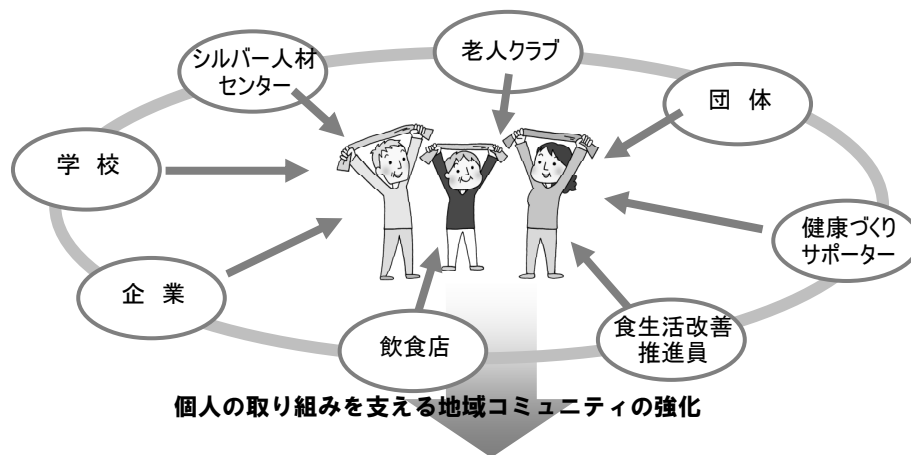 シルバー人材
センター
老人クラブ
団　体
学　校
健康づくり
サポーター
企　業
飲食店
食生活改善
推進員
個人の取り組みを支える地域コミュニティの強化